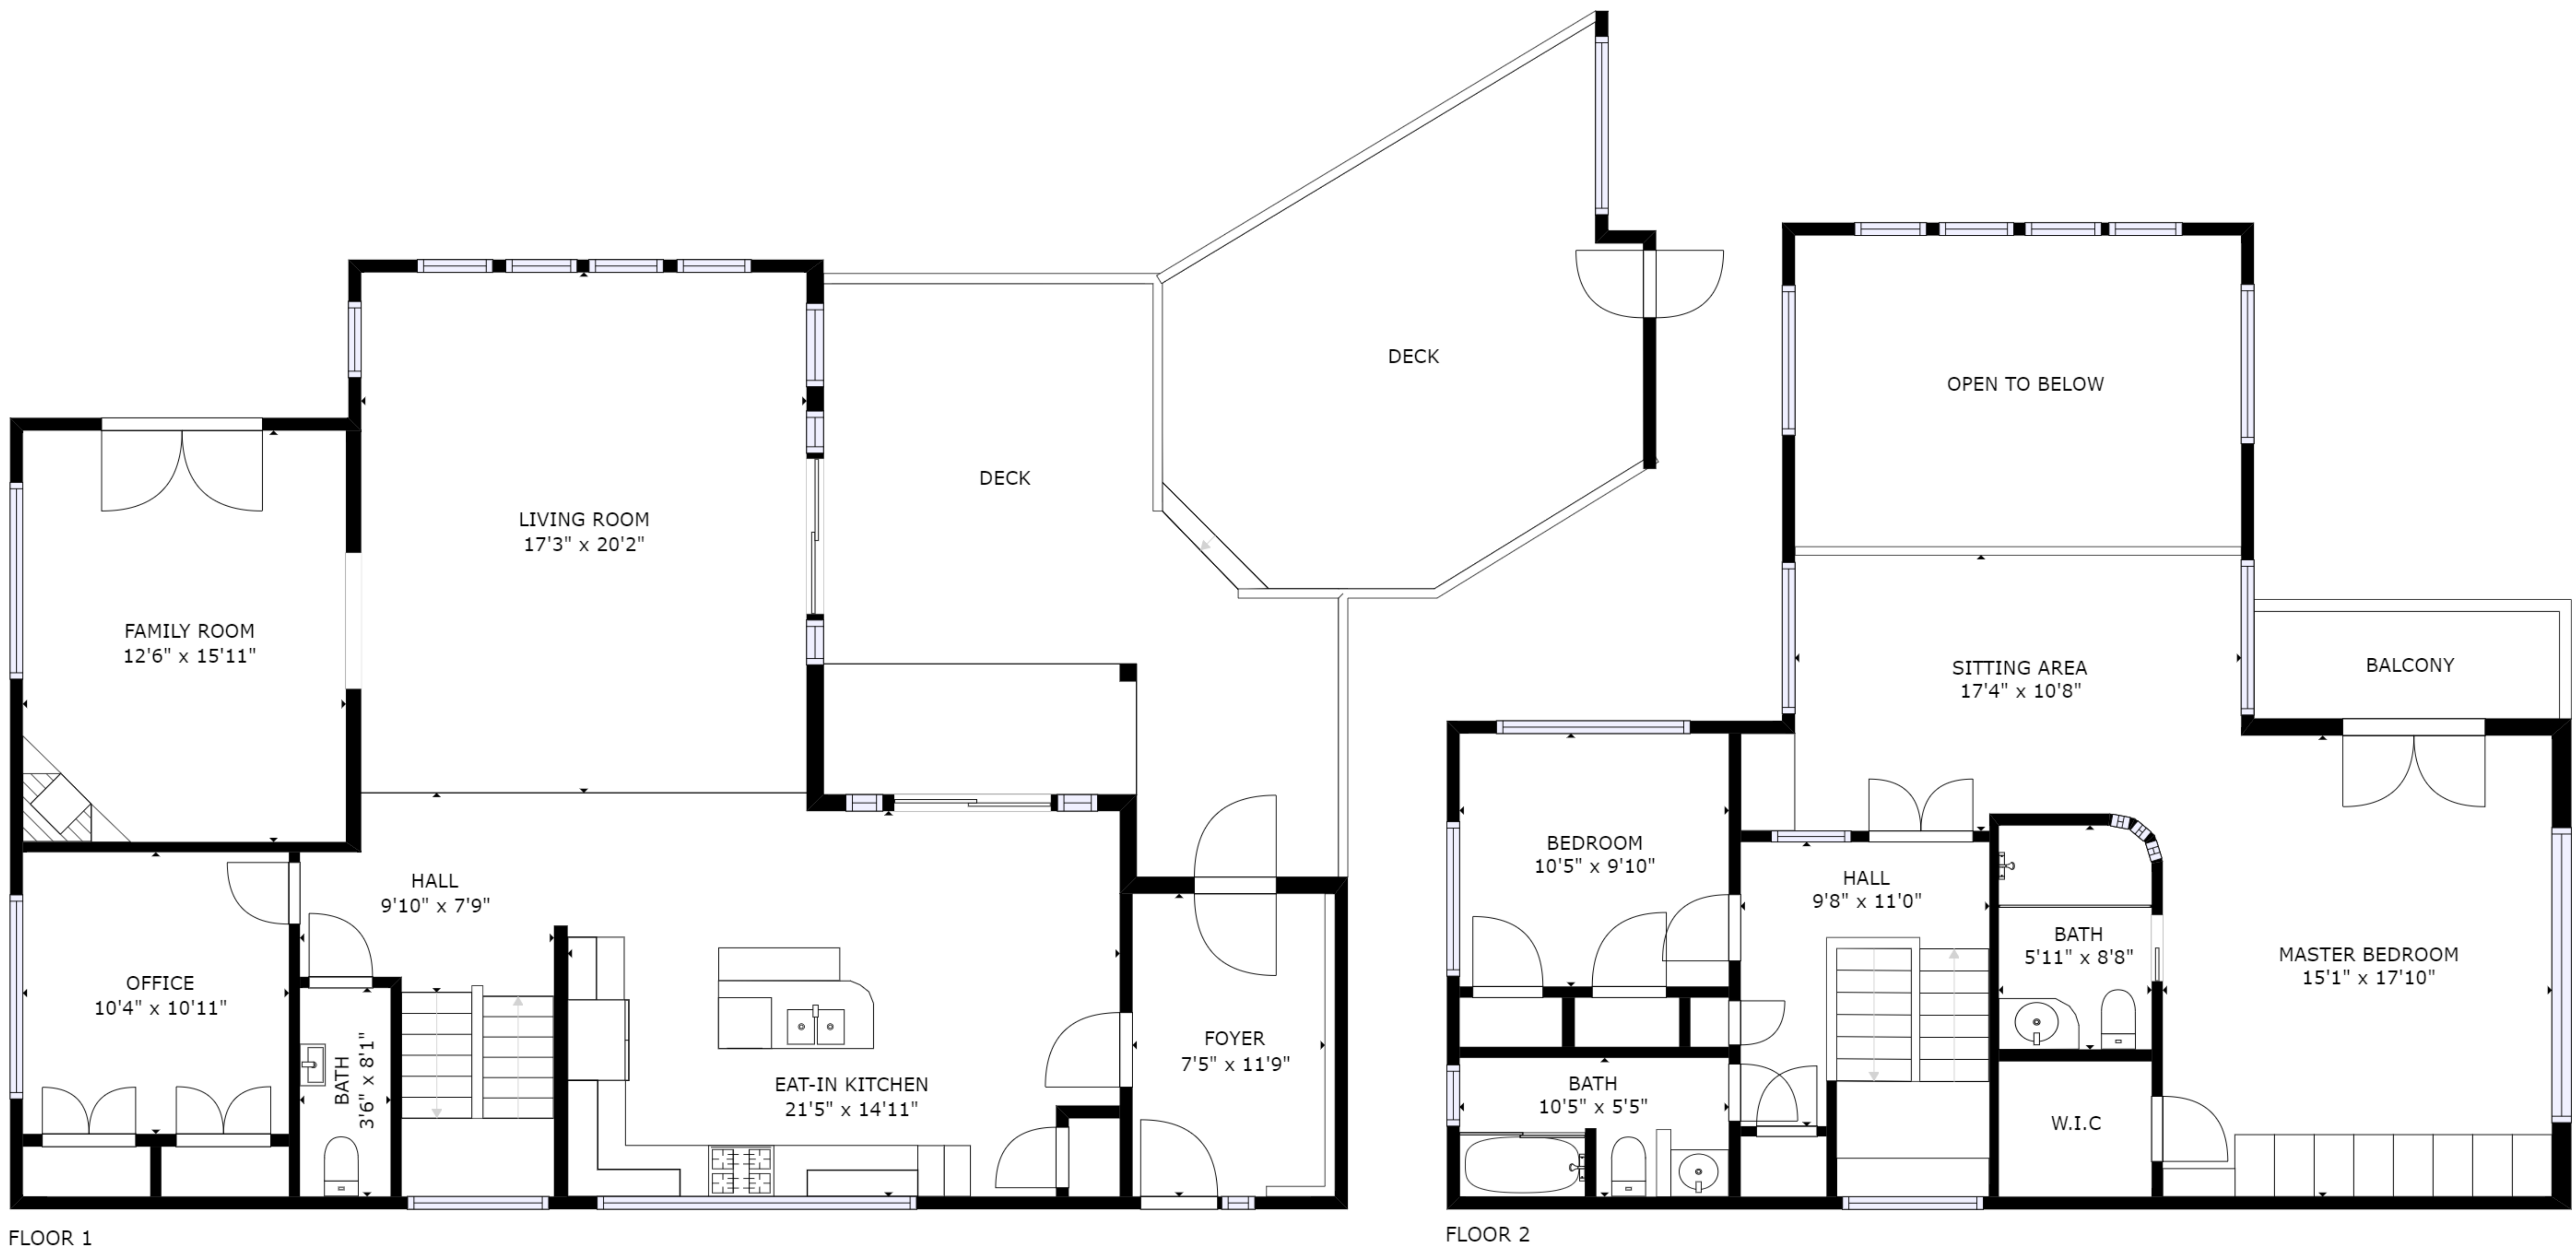 DECK
OPEN TO BELOW
DECK
LIVING ROOM
17'3" x 20'2"
FAMILY ROOM
12'6" x 15'11"
SITTING AREA
17'4" x 10'8"
BALCONY
BEDROOM
10'5" x 9'10"
HALL
9'10" x 7'9"
HALL
9'8" x 11'0"
BATH
5'11" x 8'8"
MASTER BEDROOM
15'1" x 17'10"
OFFICE
10'4" x 10'11"
BATH
3'6" x 8'1"
FOYER
7'5" x 11'9"
EAT-IN KITCHEN
21'5" x 14'11"
BATH
10'5" x 5'5"
W.I.C
FLOOR 1
FLOOR 2